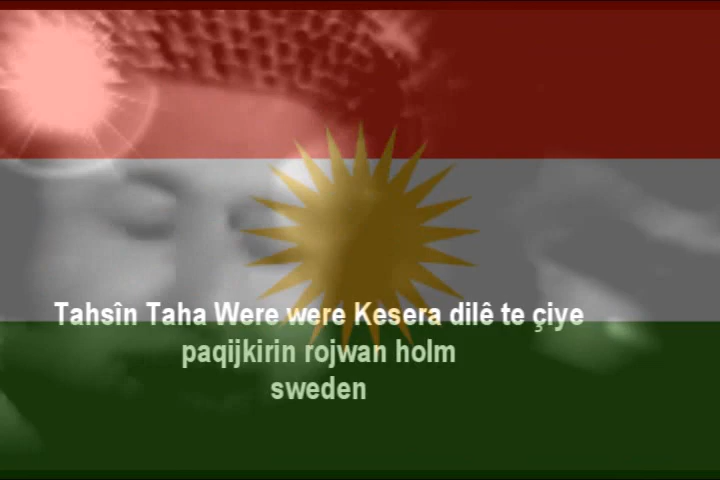 Tahsîn Taha Were were Kesera dilê te çiye
paqijkirin rojwan holm
sweden